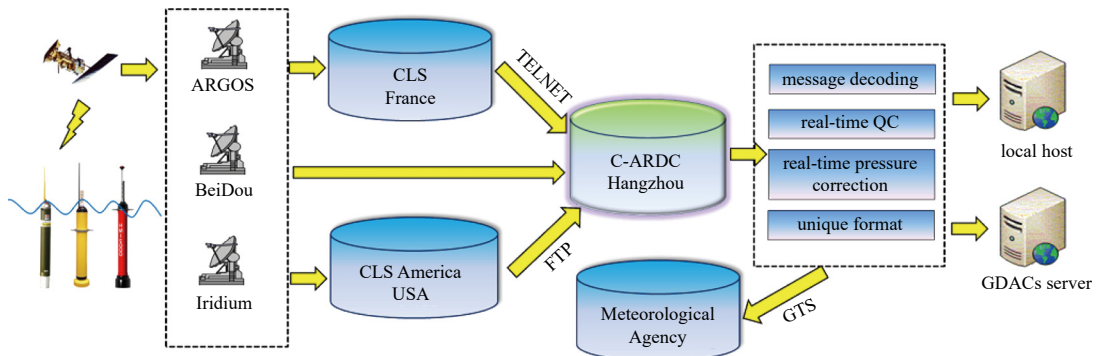 ARGOS
BeiDou
Iridium
CLS
France
CLS America
USA
TELNET
FTP
C-ARDC
Hangzhou
message decoding
real-time QC
real-time pressure
correction
unique format
GTS
Meteorological
Agency
local host
GDACs server